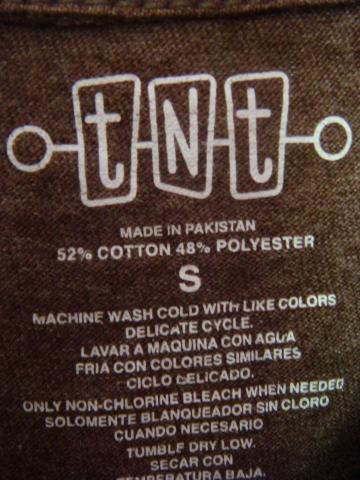 tNt
MADE IN PAKISTAN
52% COTTON 48% POLYESTER
S
MACHINE WASH COLD WITH LIKE COLORS
DELICATE CYCLE.
LAVAR A MAQUINA CON AGUA
FRIA CON COLORES SIMILARES
CICLO DELICADO.
ONLY NON-CHLORINE BLEACH WHEN NEEDED
SOLOMENTE BLANQUEADOR SIN CLORO
CUANDO NECESARIO
TUMBLE DRY LOW.
SECAR CON
TEMPERATURA BAJA.